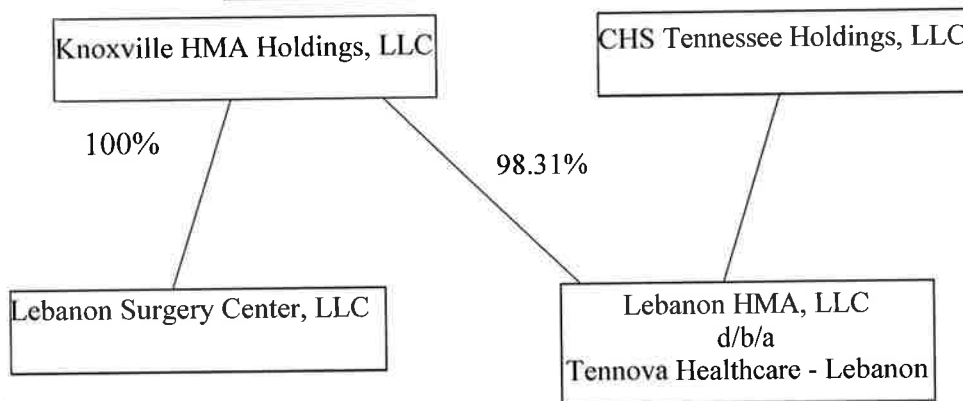 Knoxville HMA Holdings, LLC
CHS Tennessee Holdings, LLC
100%
98.31%
Lebanon Surgery Center, LLC
Lebanon HMA, LLC
d/b/a
Tennova Healthcare - Lebanon